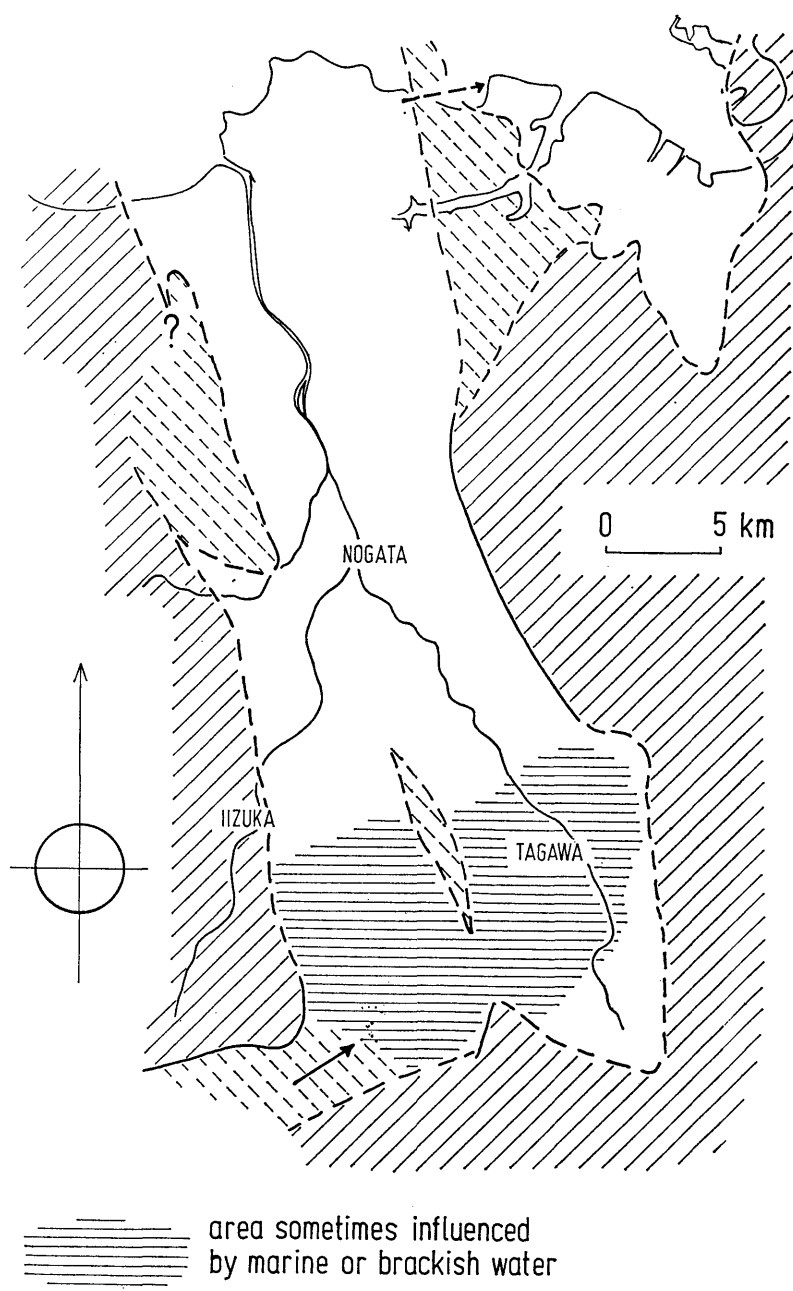 ?
0 5 km
NOGATA
IIZUKA
TAGAWA
area sometimes influenced
by marine or brackish water